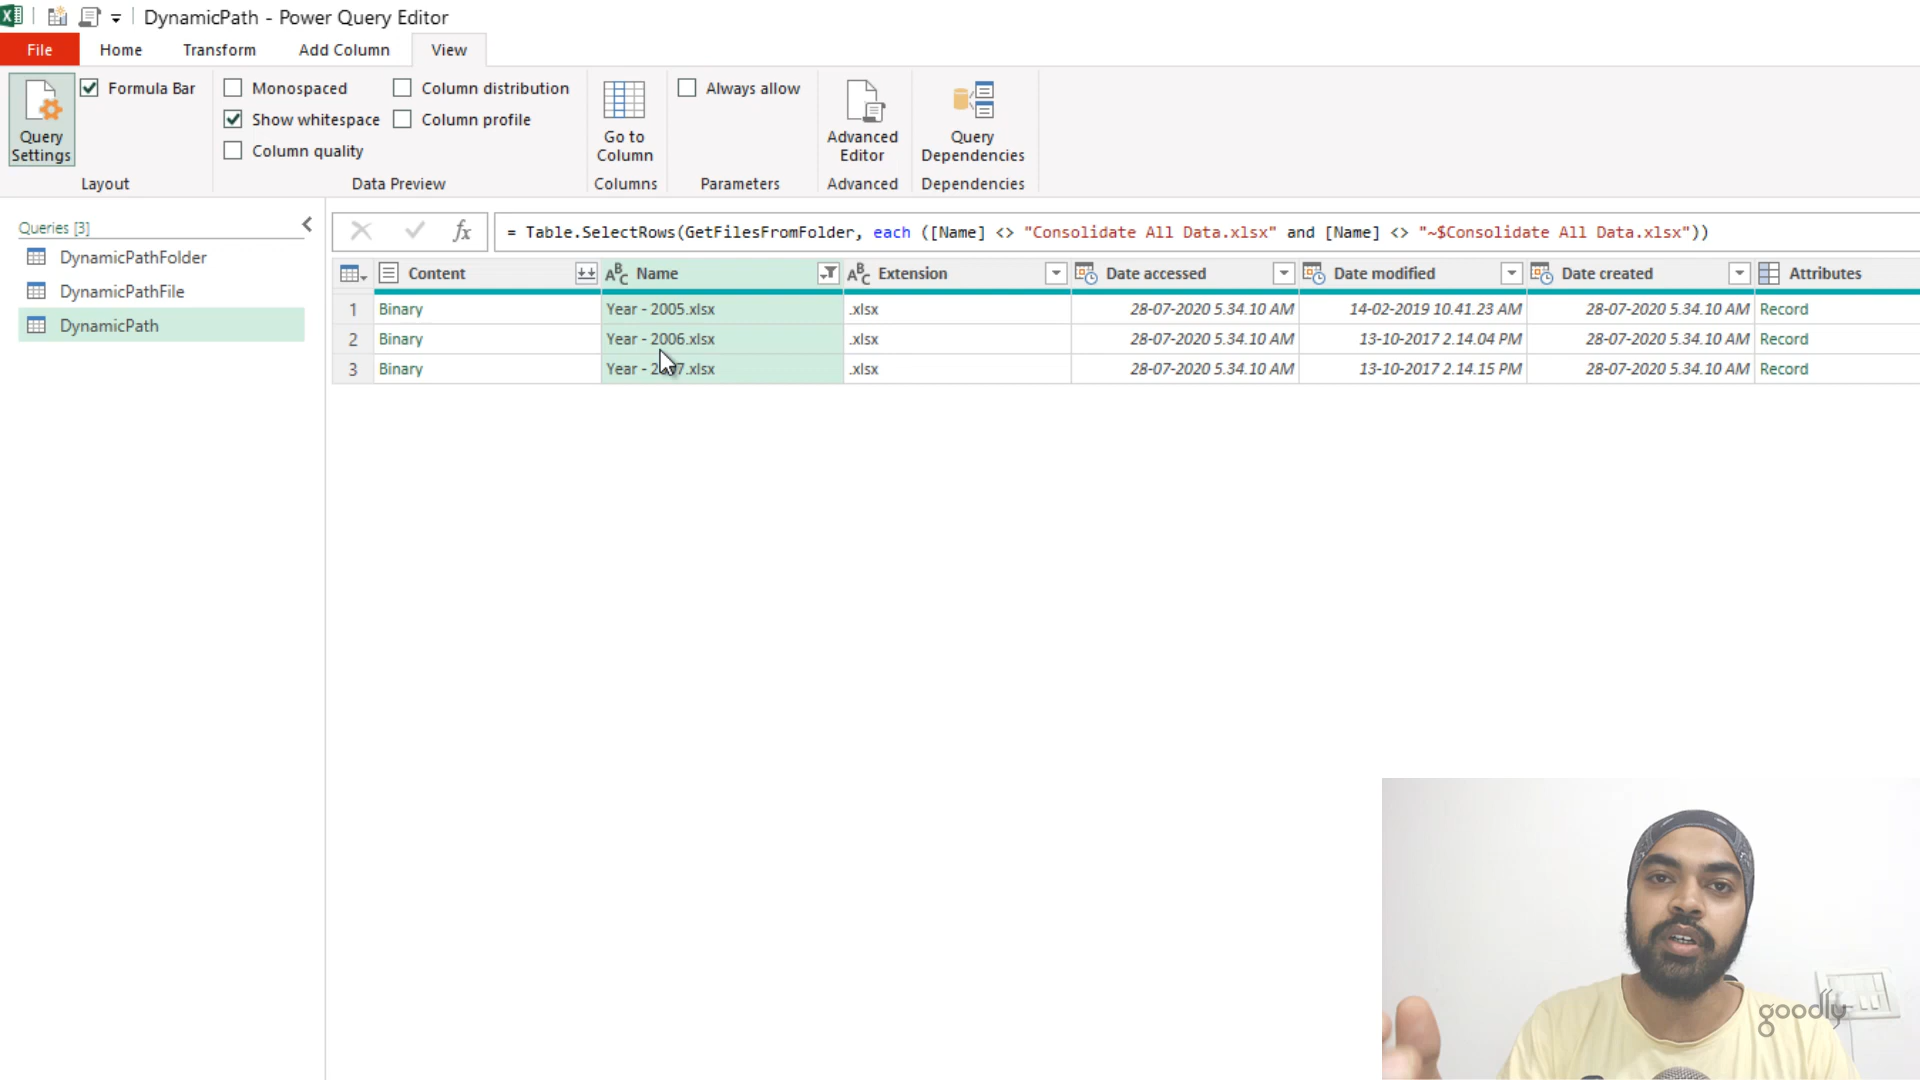 DynamicPath - Power Query Editor
File Home Transform Add Column View
Query Settings
Formula Bar
Layout
Monospaced
Column distribution
Show whitespace
Column profile
Column quality
Data Preview
Go to Column
Columns
Always allow
Parameters
Advanced Editor
Advanced
Query Dependencies
Dependencies
Queries [3]
DynamicPathFolder
DynamicPathFile
DynamicPath
fx = Table.SelectRows(GetFilesFromFolder, each ([Name] <> "Consolidate All Data.xlsx" and [Name] <> "~$Consolidate All Data.xlsx"))
Content ABC Name ABC Extension Date accessed Date modified Date created Attributes
1 Binary Year - 2005.xlsx .xlsx 28-07-2020 5.34.10 AM 14-02-2019 10.41.23 AM 28-07-2020 5.34.10 AM Record
2 Binary Year - 2006.xlsx .xlsx 28-07-2020 5.34.10 AM 13-10-2017 2.14.04 PM 28-07-2020 5.34.10 AM Record
3 Binary Year - 2007.xlsx .xlsx 28-07-2020 5.34.10 AM 13-10-2017 2.14.15 PM 28-07-2020 5.34.10 AM Record
goodly